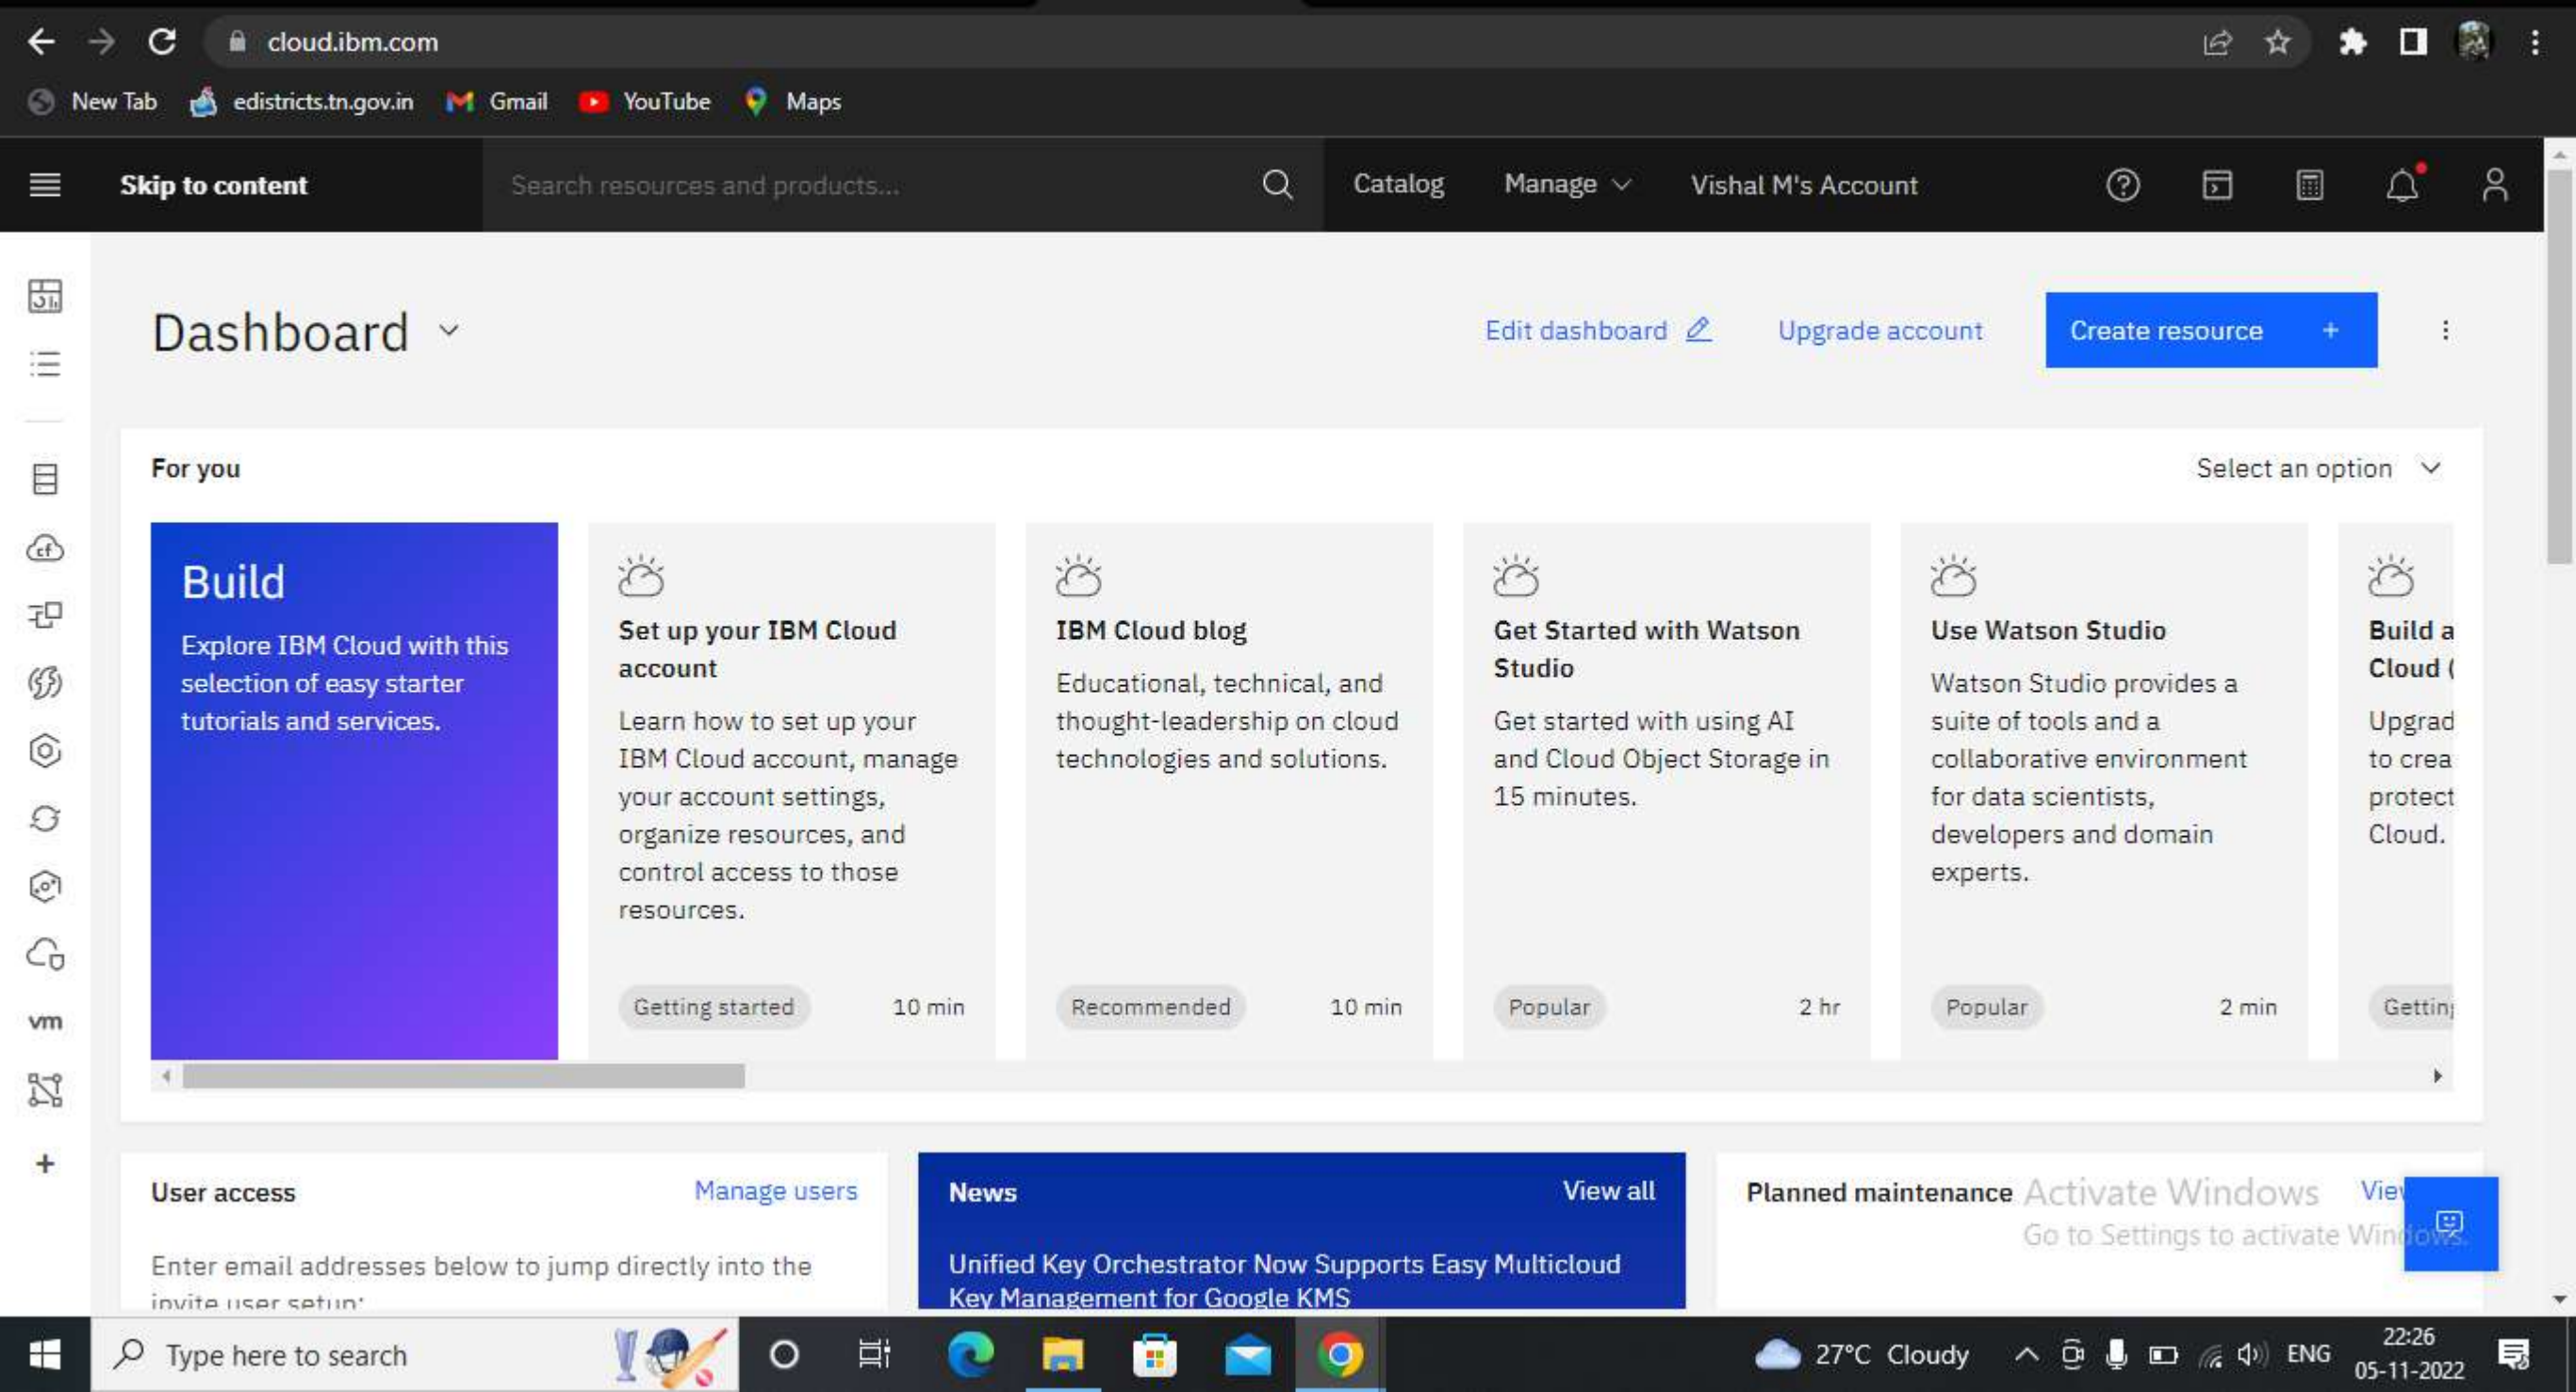 cloud.ibm.com
New Tab edistricts.tn.gov.in Gmail YouTube Maps
Skip to content Search resources and products... Catalog Manage Vishal M's Account
Dashboard Edit dashboard Upgrade account Create resource +
For you Select an option
Build
Explore IBM Cloud with this
selection of easy starter
tutorials and services.
Set up your IBM Cloud
account
Learn how to set up your
IBM Cloud account, manage
your account settings,
organize resources, and
control access to those
resources.
Getting started 10 min
IBM Cloud blog
Educational, technical, and
thought-leadership on cloud
technologies and solutions.
Recommended 10 min
Get Started with Watson
Studio
Get started with using AI
and Cloud Object Storage in
15 minutes.
Popular 2 hr
Use Watson Studio
Watson Studio provides a
suite of tools and a
collaborative environment
for data scientists,
developers and domain
experts.
Popular 2 min
Build a
Cloud (
Upgrad
to crea
protect
Cloud.
Getting
cf
vm
User access Manage users
Enter email addresses below to jump directly into the
invite user setup:
News View all
Unified Key Orchestrator Now Supports Easy Multicloud
Key Management for Google KMS
Planned maintenance View
Activate Windows
Go to Settings to activate Windows.
Type here to search 27°C Cloudy ENG 22:26
05-11-2022